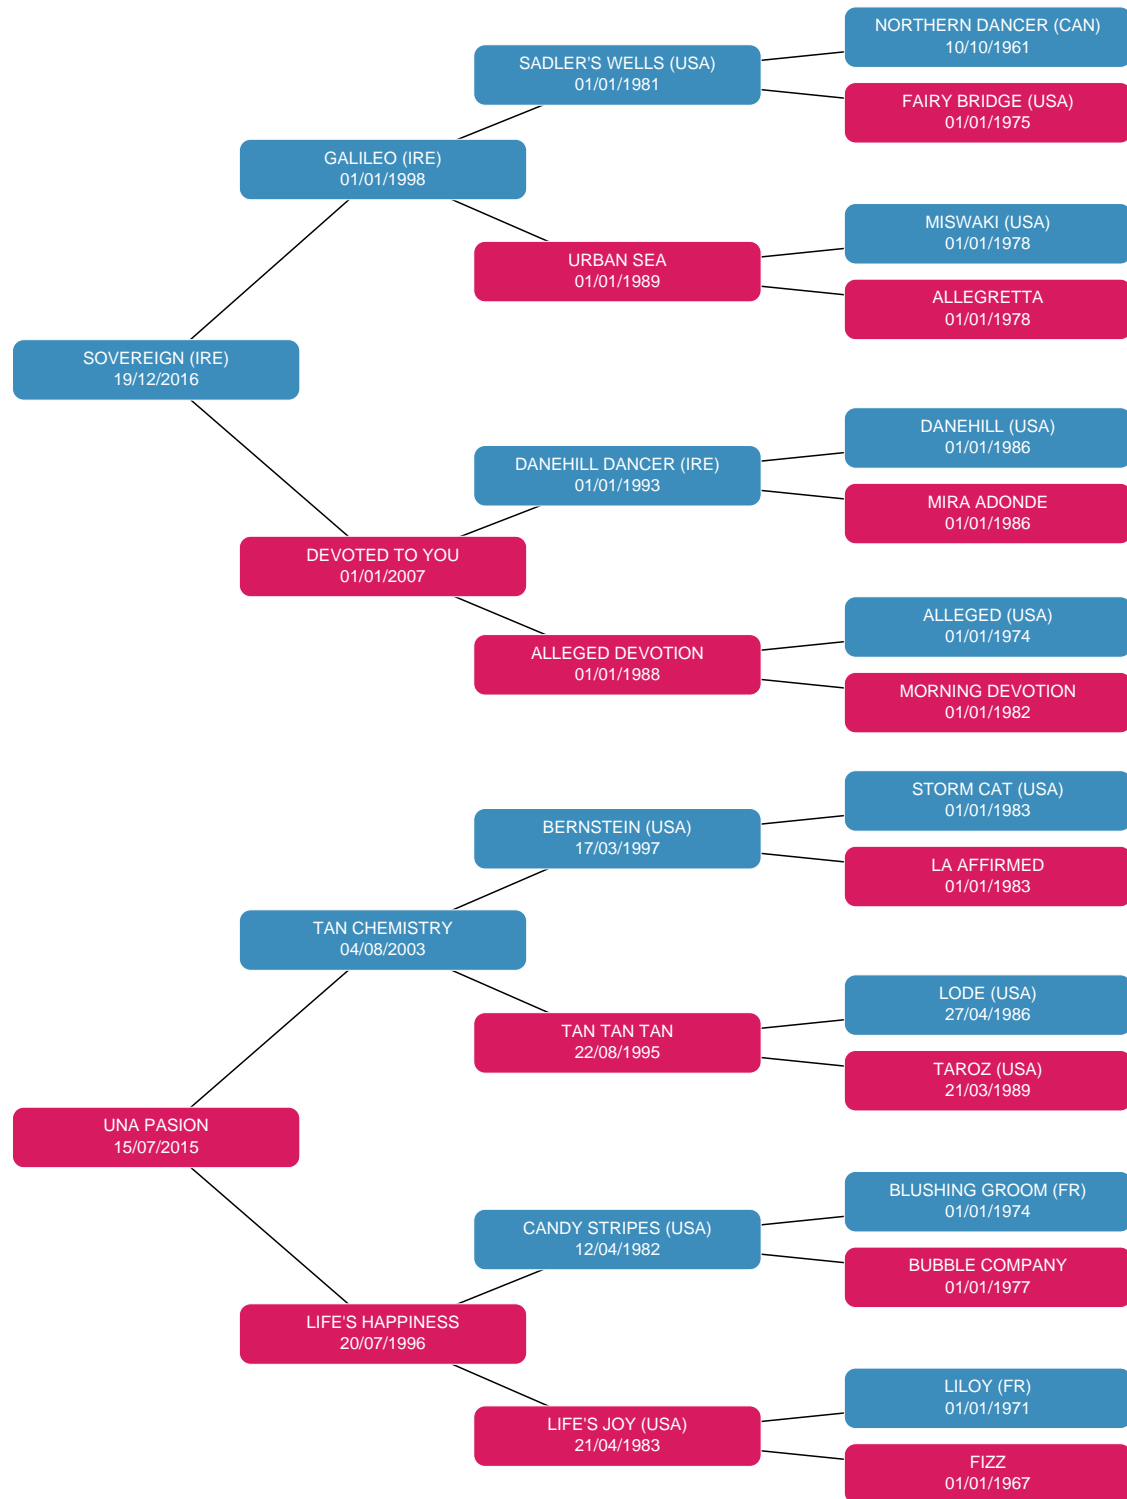 NORTHERN DANCER (CAN)
10/10/1961
SADLER'S WELLS (USA)
01/01/1981
FAIRY BRIDGE (USA)
01/01/1975
GALILEO (IRE)
01/01/1998
MISWAKI (USA)
01/01/1978
URBAN SEA
01/01/1989
ALLEGRETTA
01/01/1978
SOVEREIGN (IRE)
19/12/2016
DANEHILL (USA)
01/01/1986
DANEHILL DANCER (IRE)
01/01/1993
MIRA ADONDE
01/01/1986
DEVOTED TO YOU
01/01/2007
ALLEGED (USA)
01/01/1974
ALLEGED DEVOTION
01/01/1988
MORNING DEVOTION
01/01/1982
STORM CAT (USA)
01/01/1983
BERNSTEIN (USA)
17/03/1997
LA AFFIRMED
01/01/1983
TAN CHEMISTRY
04/08/2003
LODE (USA)
27/04/1986
TAN TAN TAN
22/08/1995
TAROZ (USA)
21/03/1989
UNA PASION
15/07/2015
BLUSHING GROOM (FR)
01/01/1974
CANDY STRIPES (USA)
12/04/1982
BUBBLE COMPANY
01/01/1977
LIFE'S HAPPINESS
20/07/1996
LILOY (FR)
01/01/1971
LIFE'S JOY (USA)
21/04/1983
FIZZ
01/01/1967